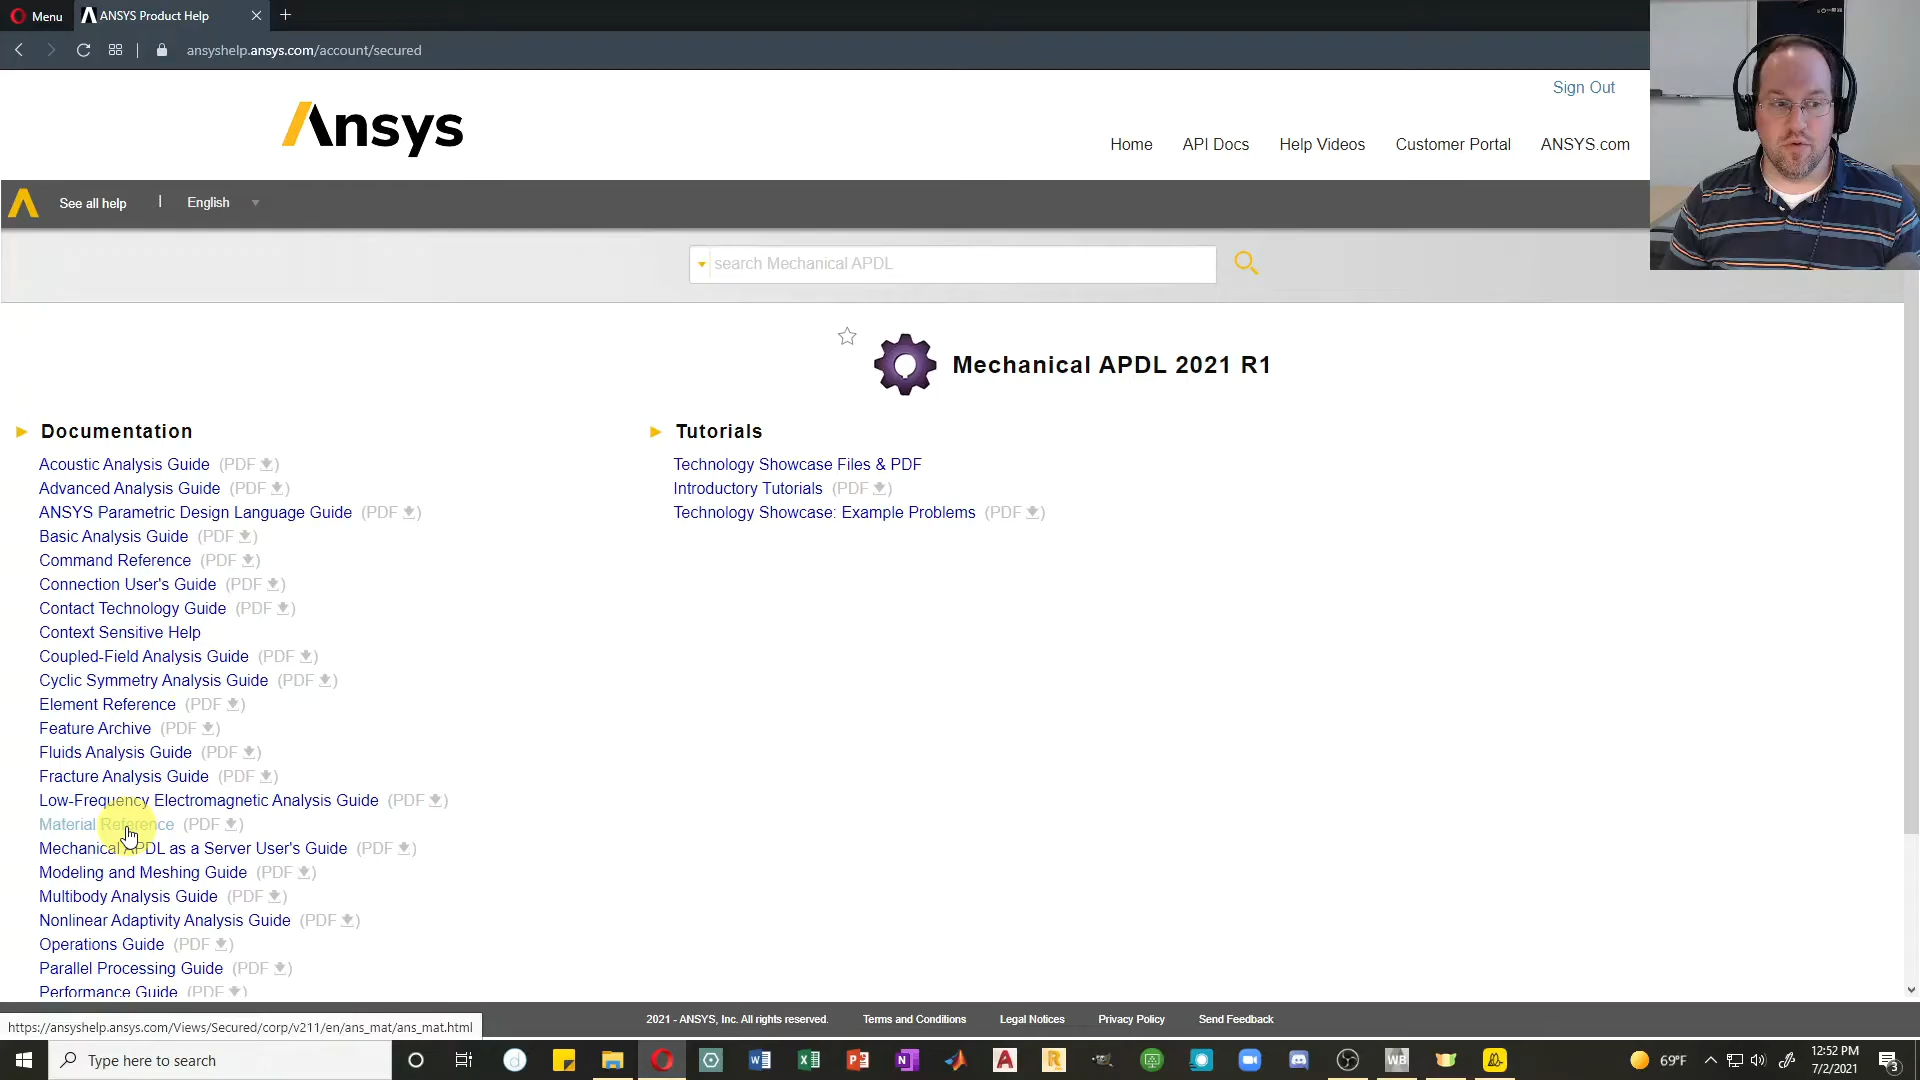 Menu
ANSYS Product Help
ansyshelp.ansys.com/account/secured
Sign Out
Ansys
Home API Docs Help Videos Customer Portal ANSYS.com
See all help | English
search Mechanical APDL
Mechanical APDL 2021 R1
Documentation
Acoustic Analysis Guide (PDF)
Advanced Analysis Guide (PDF)
ANSYS Parametric Design Language Guide (PDF)
Basic Analysis Guide (PDF)
Command Reference (PDF)
Connection User's Guide (PDF)
Contact Technology Guide (PDF)
Context Sensitive Help
Coupled-Field Analysis Guide (PDF)
Cyclic Symmetry Analysis Guide (PDF)
Element Reference (PDF)
Feature Archive (PDF)
Fluids Analysis Guide (PDF)
Fracture Analysis Guide (PDF)
Low-Frequency Electromagnetic Analysis Guide (PDF)
Material Reference (PDF)
Mechanical APDL as a Server User's Guide (PDF)
Modeling and Meshing Guide (PDF)
Multibody Analysis Guide (PDF)
Nonlinear Adaptivity Analysis Guide (PDF)
Operations Guide (PDF)
Parallel Processing Guide (PDF)
Performance Guide (PDF)
Tutorials
Technology Showcase Files & PDF
Introductory Tutorials (PDF)
Technology Showcase: Example Problems (PDF)
https://ansyshelp.ansys.com/Views/Secured/corp/v211/en/ans_mat/ans_mat.html
2021 - ANSYS, Inc. All rights reserved. Terms and Conditions Legal Notices Privacy Policy Send Feedback
Type here to search
WB
69°F
12:52 PM
7/2/2021
3